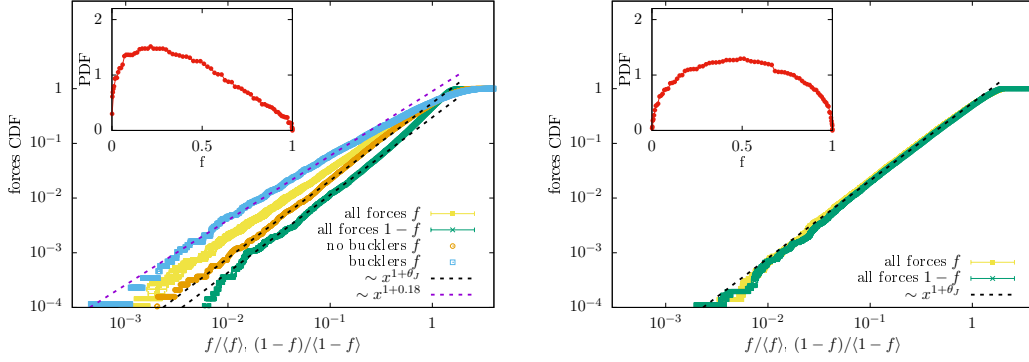 2
1
0
PDF
0 0.5 1
f
1
10⁻¹
10⁻²
10⁻³
10⁻⁴
forces CDF
all forces f
all forces 1 − f
no bucklers f
bucklers f
∼ x^{1+θ_J}
∼ x^{1+0.18}
10⁻³ 10⁻² 10⁻¹ 1
f/⟨f⟩, (1 − f)/⟨1 − f⟩
2
1
0
PDF
0 0.5 1
f
1
10⁻¹
10⁻²
10⁻³
10⁻⁴
forces CDF
all forces f
all forces 1 − f
∼ x^{1+θ_J}
10⁻³ 10⁻² 10⁻¹ 1
f/⟨f⟩, (1 − f)/⟨1 − f⟩